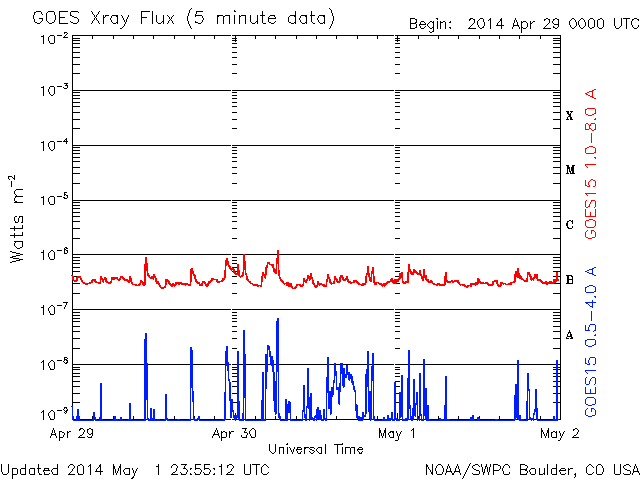 GOES Xray Flux (5 minute data)
Begin: 2014 Apr 29 0000 UTC
10⁻²
10⁻³
10⁻⁴
10⁻⁵
10⁻⁶
10⁻⁷
10⁻⁸
10⁻⁹
Watts m⁻²
X
M
C
B
A
GOES15 1.0-8.0 A
GOES15 0.5-4.0 A
Apr 29
Apr 30
May 1
May 2
Universal Time
Updated 2014 May 1 23:55:12 UTC
NOAA/SWPC Boulder, CO USA